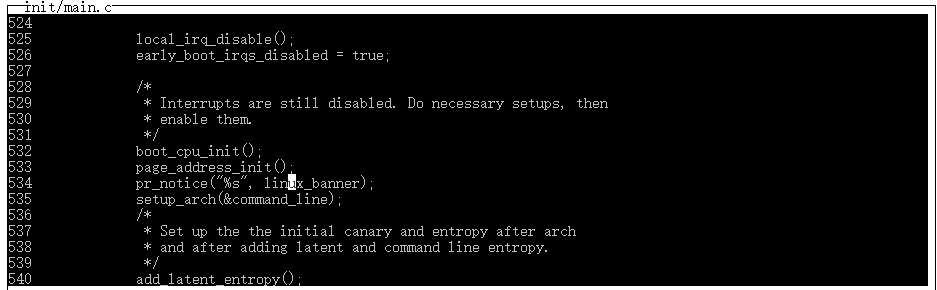 init/main.c
524
525 local_irq_disable();
526 early_boot_irqs_disabled = true;
527
528 /*
529 * Interrupts are still disabled. Do necessary setups, then
530 * enable them.
531 */
532 boot_cpu_init();
533 page_address_init();
534 pr_notice("%s", linux_banner);
535 setup_arch(&command_line);
536 /*
537 * Set up the the initial canary and entropy after arch
538 * and after adding latent and command line entropy.
539 */
540 add_latent_entropy();